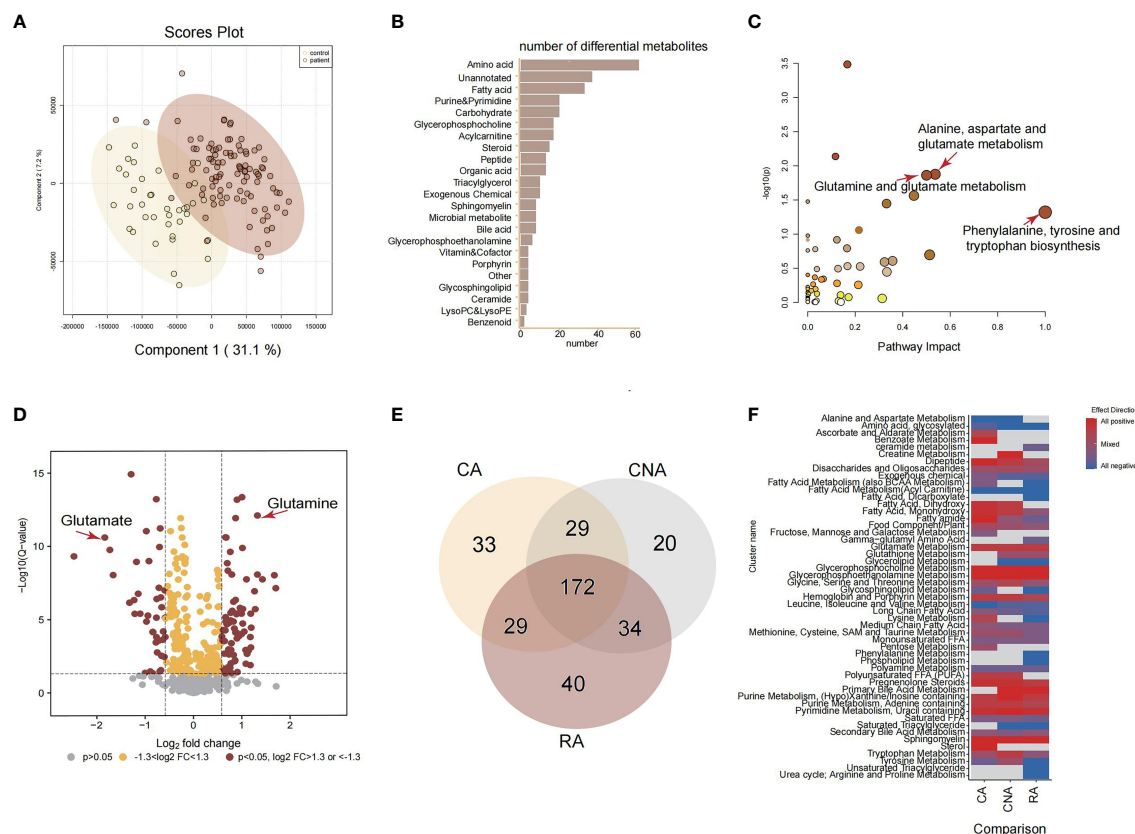 A
Scores Plot
control
patient
Component 2 (7.2 %)
50000
0
-50000
-200000 -150000 -100000 -50000 0 50000 100000 150000
Component 1 ( 31.1 %)
B
number of differential metabolites
Amino acid
Unannotated
Fatty acid
Purine&Pyrimidine
Carbohydrate
Glycerophosphocholine
Acylcarnitine
Steroid
Peptide
Organic acid
Triacylglycerol
Exogenous Chemical
Sphingomyelin
Microbial metabolite
Bile acid
Glycerophosphoethanolamine
Vitamin&Cofactor
Porphyrin
Other
Glycosphingolipid
Ceramide
LysoPC&LysoPE
Benzenoid
0 10 20 30 40 50 60
number
C
-log10(p)
3.5
3.0
2.5
2.0
1.5
1.0
0.5
0.0
Alanine, aspartate and
glutamate metabolism
Glutamine and glutamate metabolism
Phenylalanine, tyrosine and
tryptophan biosynthesis
0.0 0.2 0.4 0.6 0.8 1.0
Pathway Impact
D
−Log10(Q-value)
15
10
5
0
Glutamate
Glutamine
-2 -1 0 1 2
Log2 fold change
p>0.05 -1.3<log2 FC<1.3 p<0.05, log2 FC>1.3 or <-1.3
E
CA
CNA
33
29
20
172
29
34
40
RA
F
Cluster name
Alanine and Aspartate Metabolism
Amino acid, glycosylated
Ascorbate and Aldarate Metabolism
Benzoate Metabolism
ceramide metabolism
Creatine Metabolism
Dipeptide
Disaccharides and Oligosaccharides
Exogenous chemical
Fatty Acid Metabolism (also BCAA Metabolism)
Fatty Acid Metabolism(Acyl Carnitine)
Fatty Acid, Dicarboxylate
Fatty Acid, Dihydroxy
Fatty Acid, Monohydroxy
Fatty amide
Food Component/Plant
Fructose, Mannose and Galactose Metabolism
Gamma-glutamyl Amino Acid
Glutamate Metabolism
Glutathione Metabolism
Glycerolipid Metabolism
Glycerophosphocholine Metabolism
Glycerophosphoethanolamine Metabolism
Glycine, Serine and Threonine Metabolism
Glycosphingolipid Metabolism
Hemoglobin and Porphyrin Metabolism
Leucine, Isoleucine and Valine Metabolism
Long Chain Fatty Acid
Lysine Metabolism
Medium Chain Fatty Acid
Methionine, Cysteine, SAM and Taurine Metabolism
Monounsaturated FFA
Pentose Metabolism
Phenylalanine Metabolism
Phospholipid Metabolism
Polyamine Metabolism
Polyunsaturated FFA (PUFA)
Pregnenolone Steroids
Primary Bile Acid Metabolism
Purine Metabolism, (Hypo)Xanthine/Inosine containing
Purine Metabolism, Adenine containing
Pyrimidine Metabolism, Uracil containing
Saturated FFA
Saturated Triacylglyceride
Secondary Bile Acid Metabolism
Sphingomyelin
Sterol
Tryptophan Metabolism
Tyrosine Metabolism
Unsaturated Triacylglyceride
Urea cycle; Arginine and Proline Metabolism
CA CNA RA
Comparison
Effect Direction
All positive
Mixed
All negative